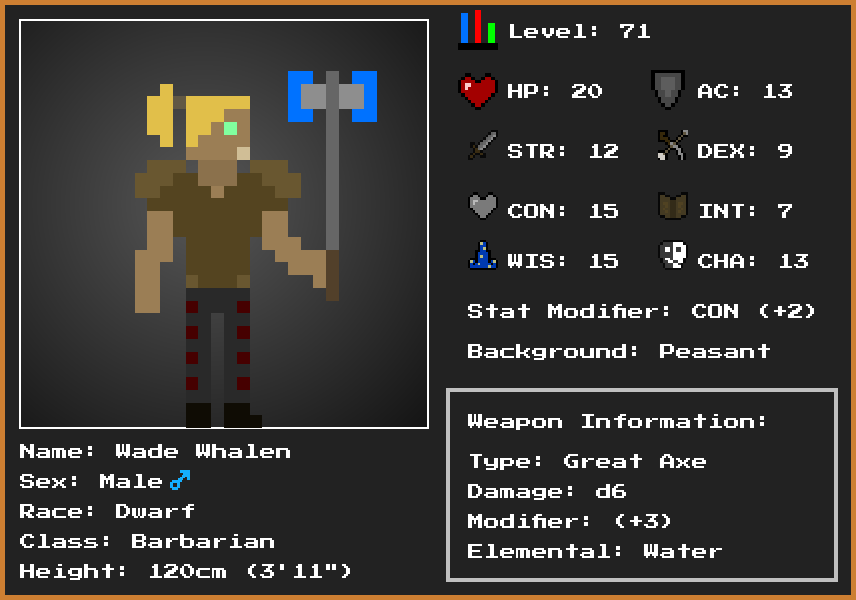 Level: 71
HP: 20 AC: 13
STR: 12 DEX: 9
CON: 15 INT: 7
WIS: 15 CHA: 13
Stat Modifier: CON (+2)
Background: Peasant
Weapon Information:
Type: Great Axe
Damage: d6
Modifier: (+3)
Elemental: Water
Name: Wade Whalen
Sex: Male ♂
Race: Dwarf
Class: Barbarian
Height: 120cm (3'11")